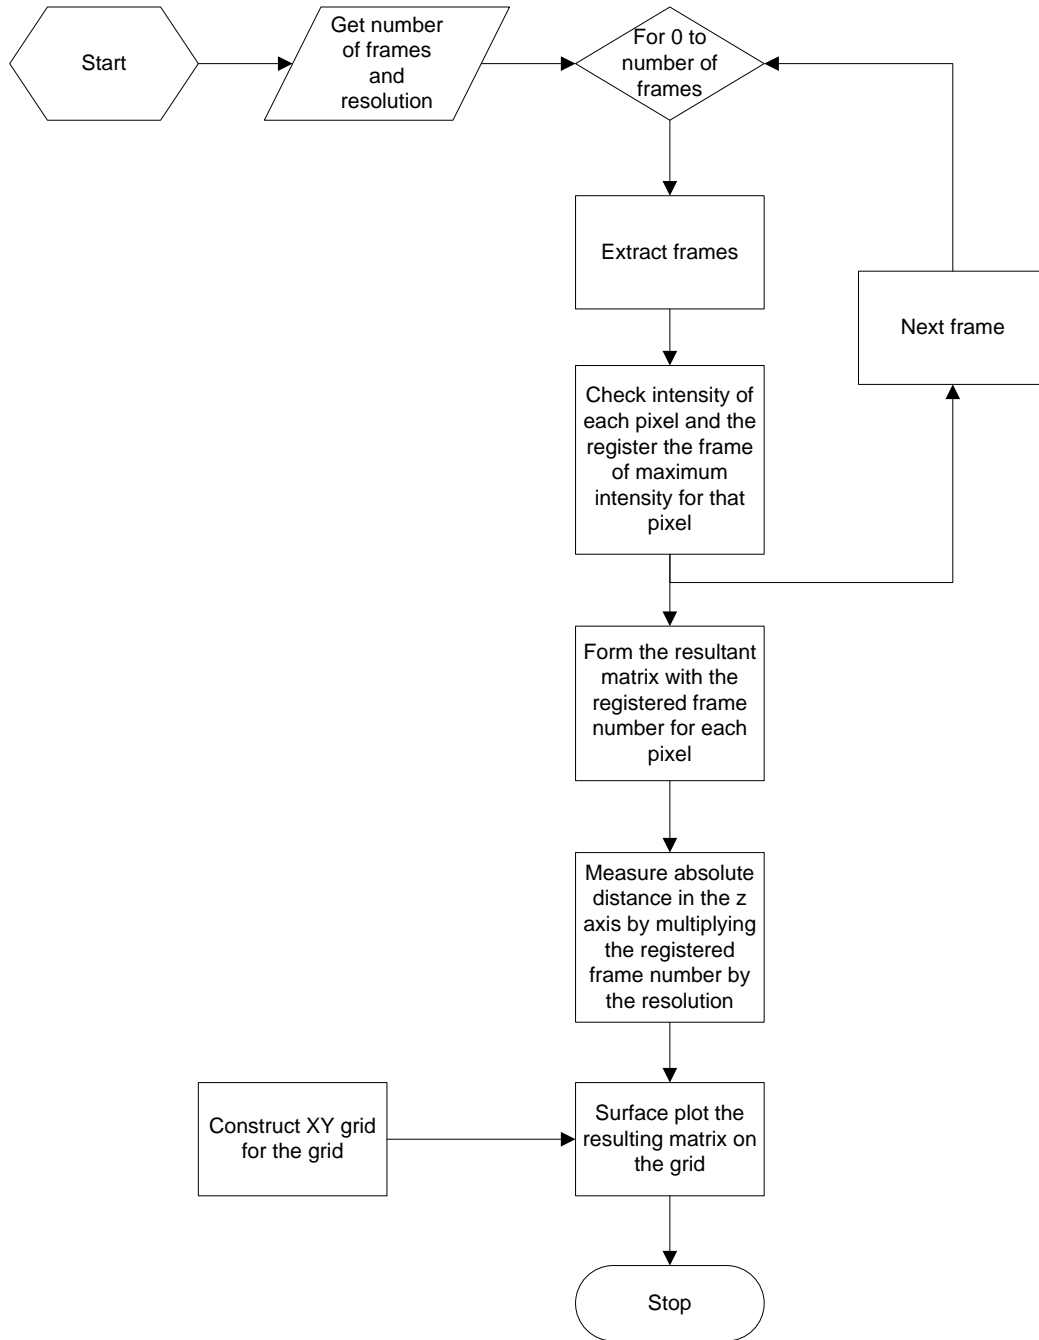 Start
Get number
of frames
and
resolution
For 0 to
number of
frames
Extract frames
Next frame
Check intensity of
each pixel and the
register the frame
of maximum
intensity for that
pixel
Form the resultant
matrix with the
registered frame
number for each
pixel
Measure absolute
distance in the z
axis by multiplying
the registered
frame number by
the resolution
Construct XY grid
for the grid
Surface plot the
resulting matrix on
the grid
Stop